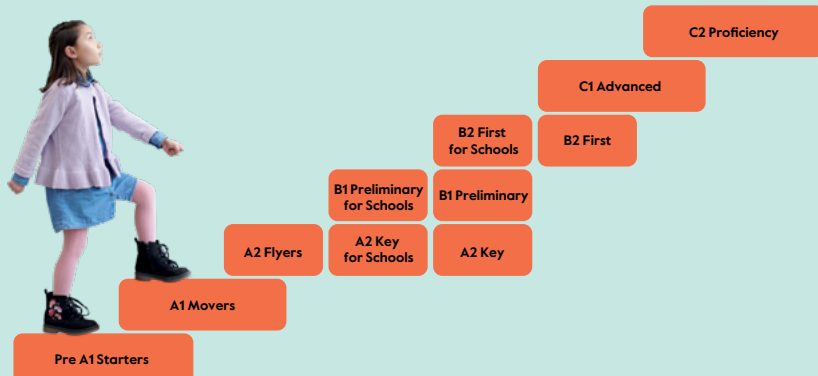 C2 Proficiency
C1 Advanced
B2 First
for Schools
B2 First
B1 Preliminary
for Schools
B1 Preliminary
A2 Flyers
A2 Key
for Schools
A2 Key
A1 Movers
Pre A1 Starters